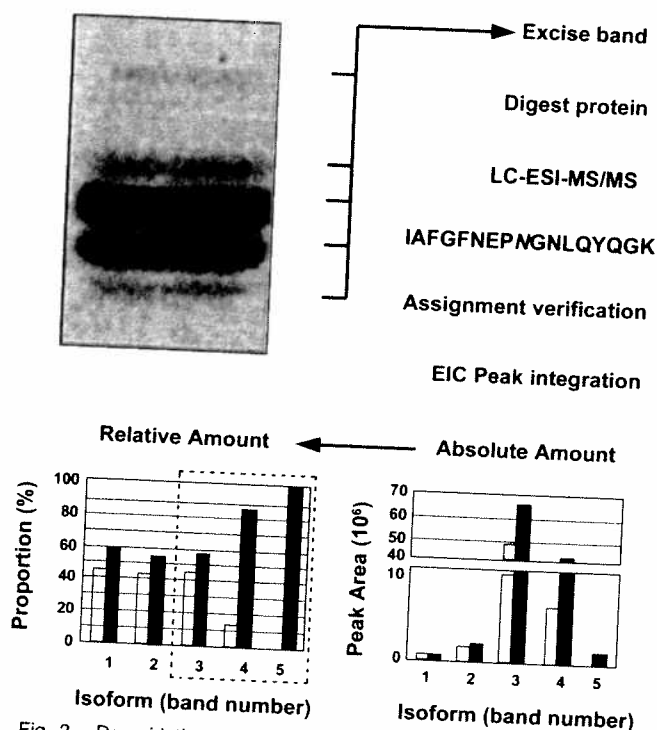 Excise band
Digest protein
LC-ESI-MS/MS
IAFGFNEPNGNLQYQGK
Assignment verification
EIC Peak integration
Relative Amount
Absolute Amount
Proportion (%)
100
80
60
40
20
0
1 2 3 4 5
Isoform (band number)
Peak Area (10⁶)
70
60
50
40
10
0
1 2 3 4 5
Isoform (band number)
Fig. 2.